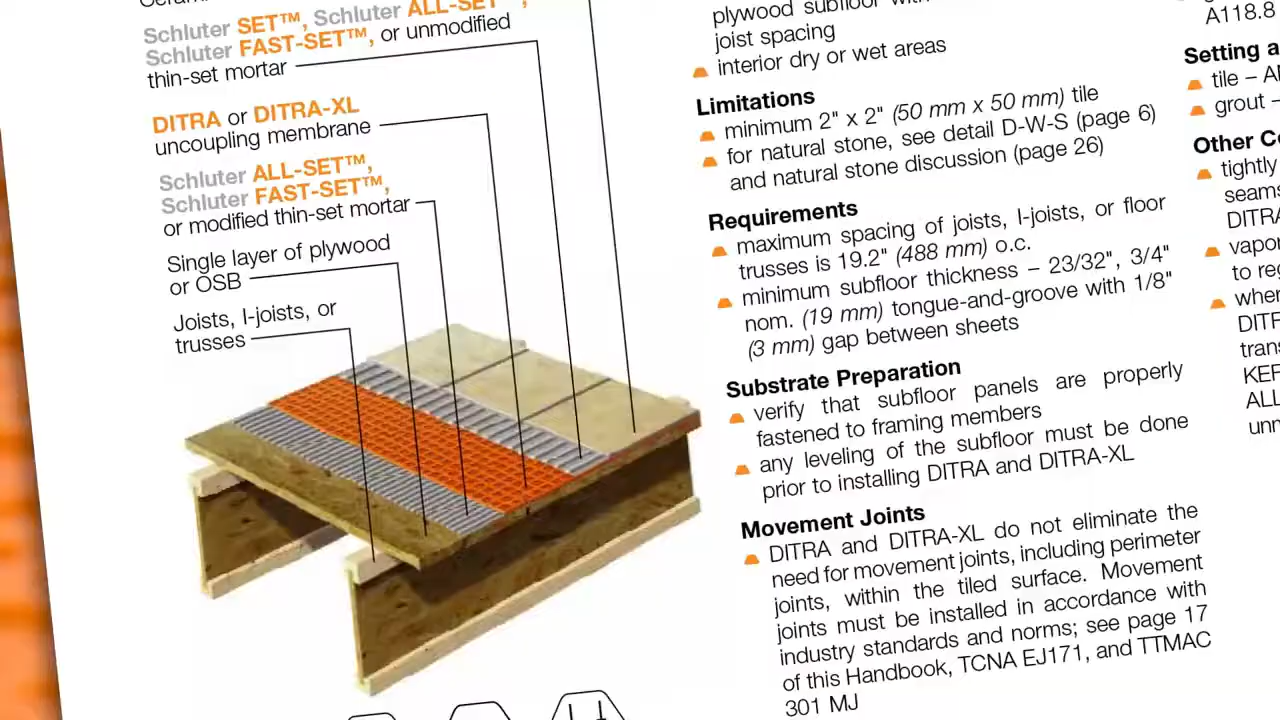 Schluter SET™, Schluter ALL-SET™,
Schluter FAST-SET™, or unmodified
thin-set mortar
DITRA or DITRA-XL
uncoupling membrane
Schluter ALL-SET™,
Schluter FAST-SET™,
or modified thin-set mortar
Single layer of plywood
or OSB
Joists, I-joists, or
trusses
plywood subfloor with
joist spacing
interior dry or wet areas
Limitations
minimum 2" x 2" (50 mm x 50 mm) tile
for natural stone, see detail D-W-S (page 6)
and natural stone discussion (page 26)
Requirements
maximum spacing of joists, I-joists, or floor
trusses is 19.2" (488 mm) o.c.
minimum subfloor thickness – 23/32", 3/4"
nom. (19 mm) tongue-and-groove with 1/8"
(3 mm) gap between sheets
Substrate Preparation
verify that subfloor panels are properly
fastened to framing members
any leveling of the subfloor must be done
prior to installing DITRA and DITRA-XL
Movement Joints
DITRA and DITRA-XL do not eliminate the
need for movement joints, including perimeter
joints, within the tiled surface. Movement
joints must be installed in accordance with
industry standards and norms; see page 17
of this Handbook, TCNA EJ171, and TTMAC
301 MJ
A118.8
Setting a
tile – A
grout –
Other C
tightly
seams
DITRA
vapo
to re
wher
DITR
trans
KER
ALL
unm